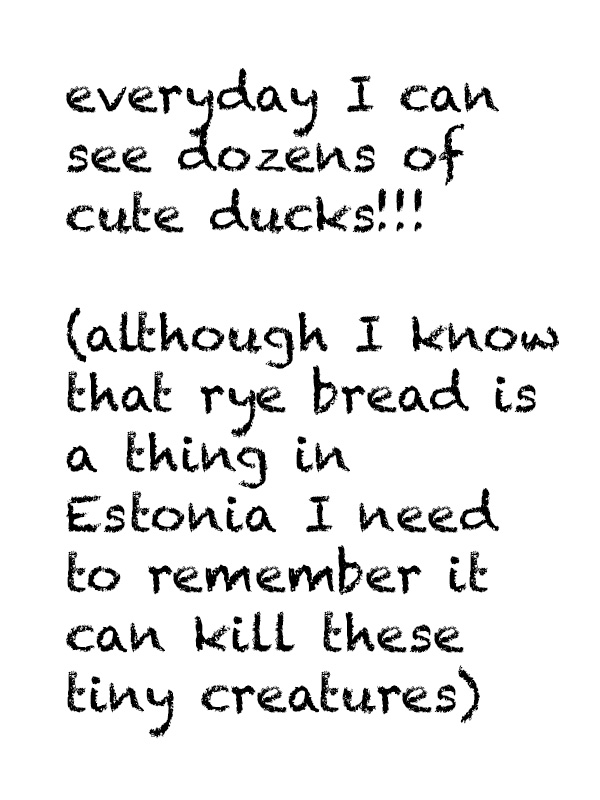 everyday I can
see dozens of
cute ducks!!!
(although I know
that rye bread is
a thing in
Estonia I need
to remember it
can kill these
tiny creatures)